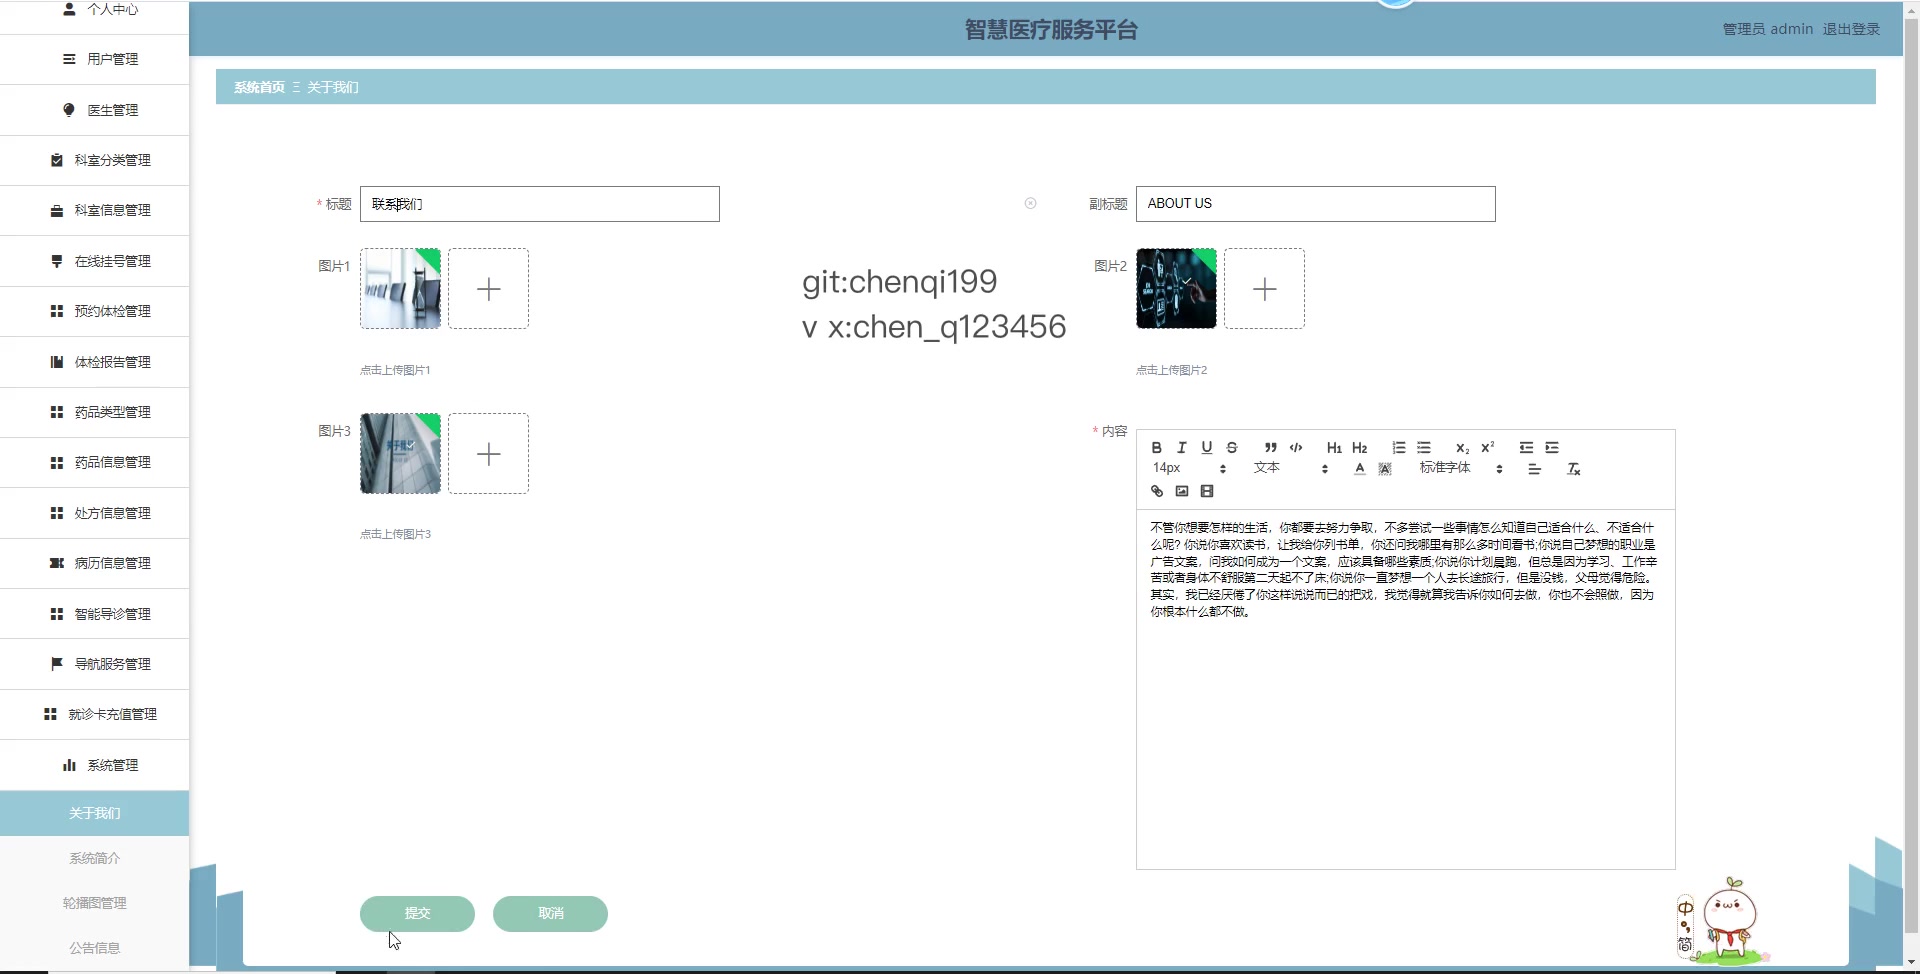 个人中心
智慧医疗服务平台
管理员 admin 退出登录
用户管理
医生管理
科室分类管理
科室信息管理
在线挂号管理
预约体检管理
体检报告管理
药品类型管理
药品信息管理
处方信息管理
病历信息管理
智能导诊管理
导航服务管理
就诊卡充值管理
系统管理
关于我们
系统简介
轮播图管理
公告信息
系统首页 Ξ 关于我们
* 标题 联系我们
副标题 ABOUT US
图片1
点击上传图片1
git:chenqi199
v x:chen_q123456
图片2
点击上传图片2
图片3
点击上传图片3
* 内容
B I U S H1 H2 X2 X2
14px 文本 A A 标准字体 Tx
不管你想要怎样的生活，你都要去努力争取，不多尝试一些事情怎么知道自己适合什么、不适合什
么呢? 你说你喜欢读书，让我给你列书单，你还问我哪里有那么多时间看书;你说自己梦想的职业是
广告文案，问我如何成为一个文案，应该具备哪些素质;你说你计划晨跑，但总是因为学习、工作辛
苦或者身体不舒服第二天起不了床;你说你一直梦想一个人去长途旅行，但是没钱，父母觉得危险。
其实，我已经厌倦了你这样说说而已的把戏，我觉得就算我告诉你如何去做，你也不会照做，因为
你根本什么都不做。
提交
取消
中
简